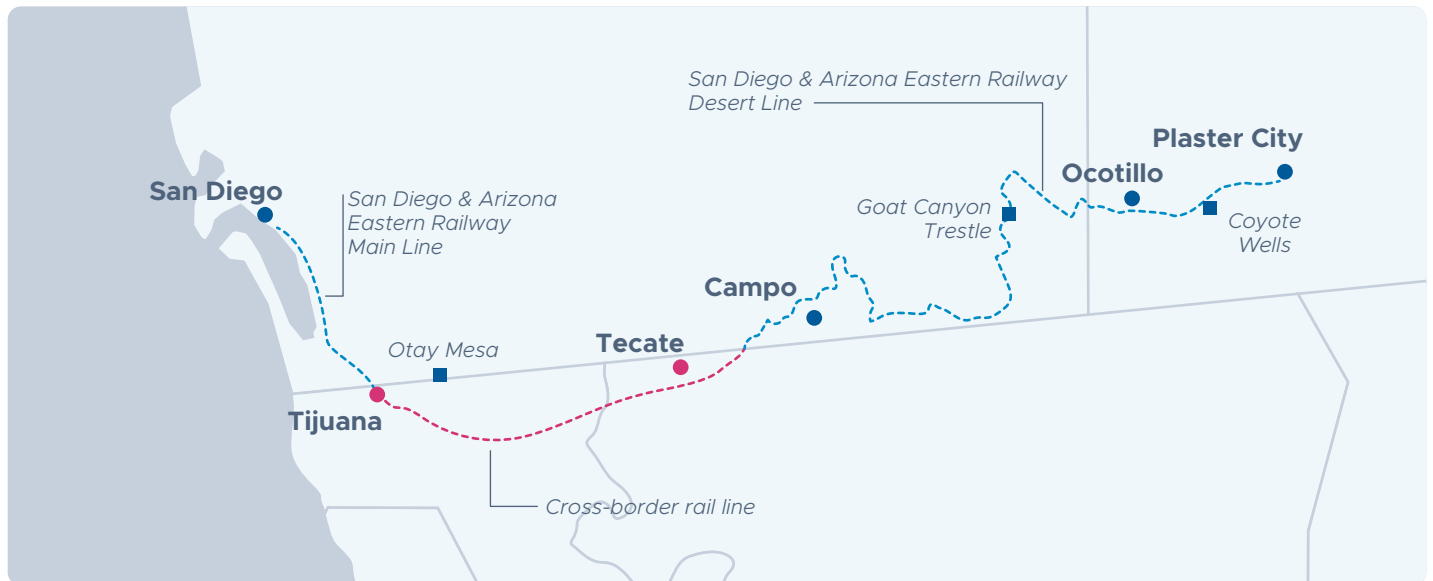 San Diego & Arizona Eastern Railway
Desert Line
Plaster City
Ocotillo
San Diego
San Diego & Arizona
Eastern Railway
Main Line
Goat Canyon
Trestle
Coyote
Wells
Campo
Tecate
Otay Mesa
Tijuana
Cross-border rail line